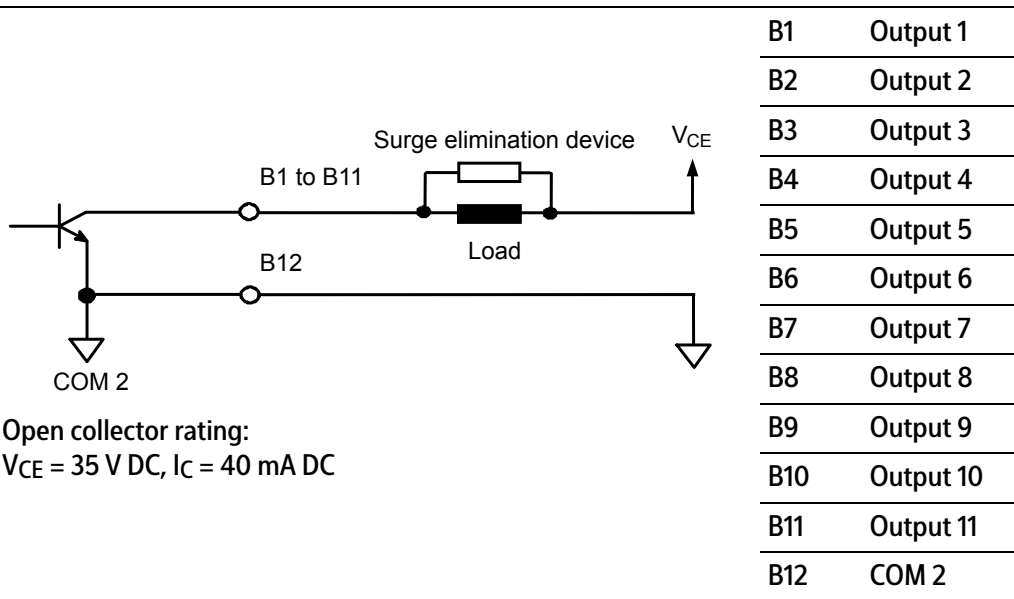 Surge elimination device
VCE
B1 to B11
Load
B12
COM 2
Open collector rating:
VCE = 35 V DC, IC = 40 mA DC
B1 Output 1
B2 Output 2
B3 Output 3
B4 Output 4
B5 Output 5
B6 Output 6
B7 Output 7
B8 Output 8
B9 Output 9
B10 Output 10
B11 Output 11
B12 COM 2